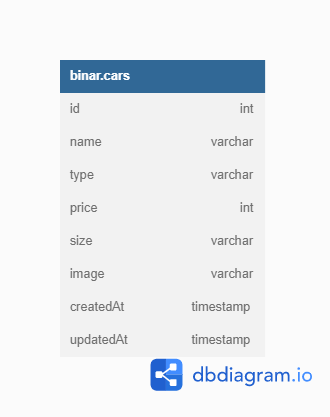 binar.cars
id int
name varchar
type varchar
price int
size varchar
image varchar
createdAt timestamp
updatedAt timestamp
dbdiagram.io